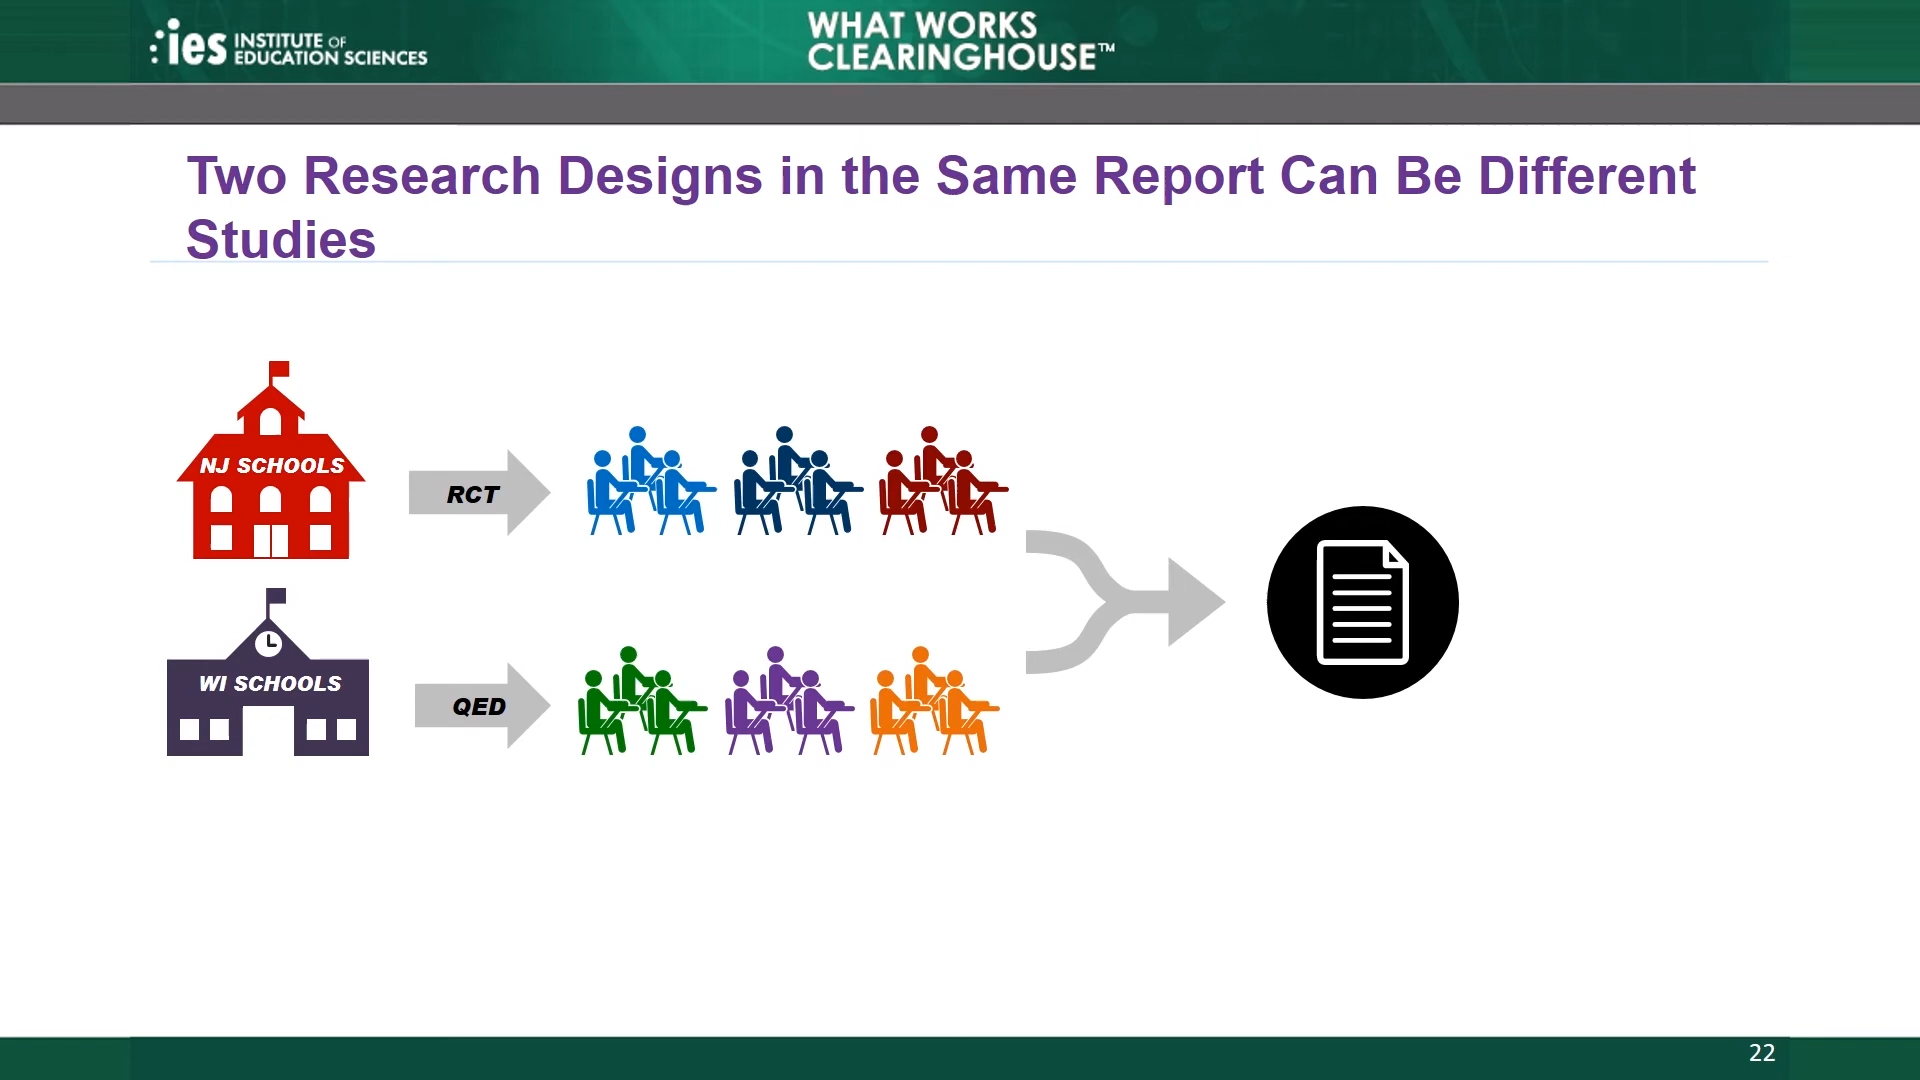 ies INSTITUTE OF
EDUCATION SCIENCES
WHAT WORKS
CLEARINGHOUSE™
Two Research Designs in the Same Report Can Be Different
Studies
NJ SCHOOLS
RCT
WI SCHOOLS
QED
22